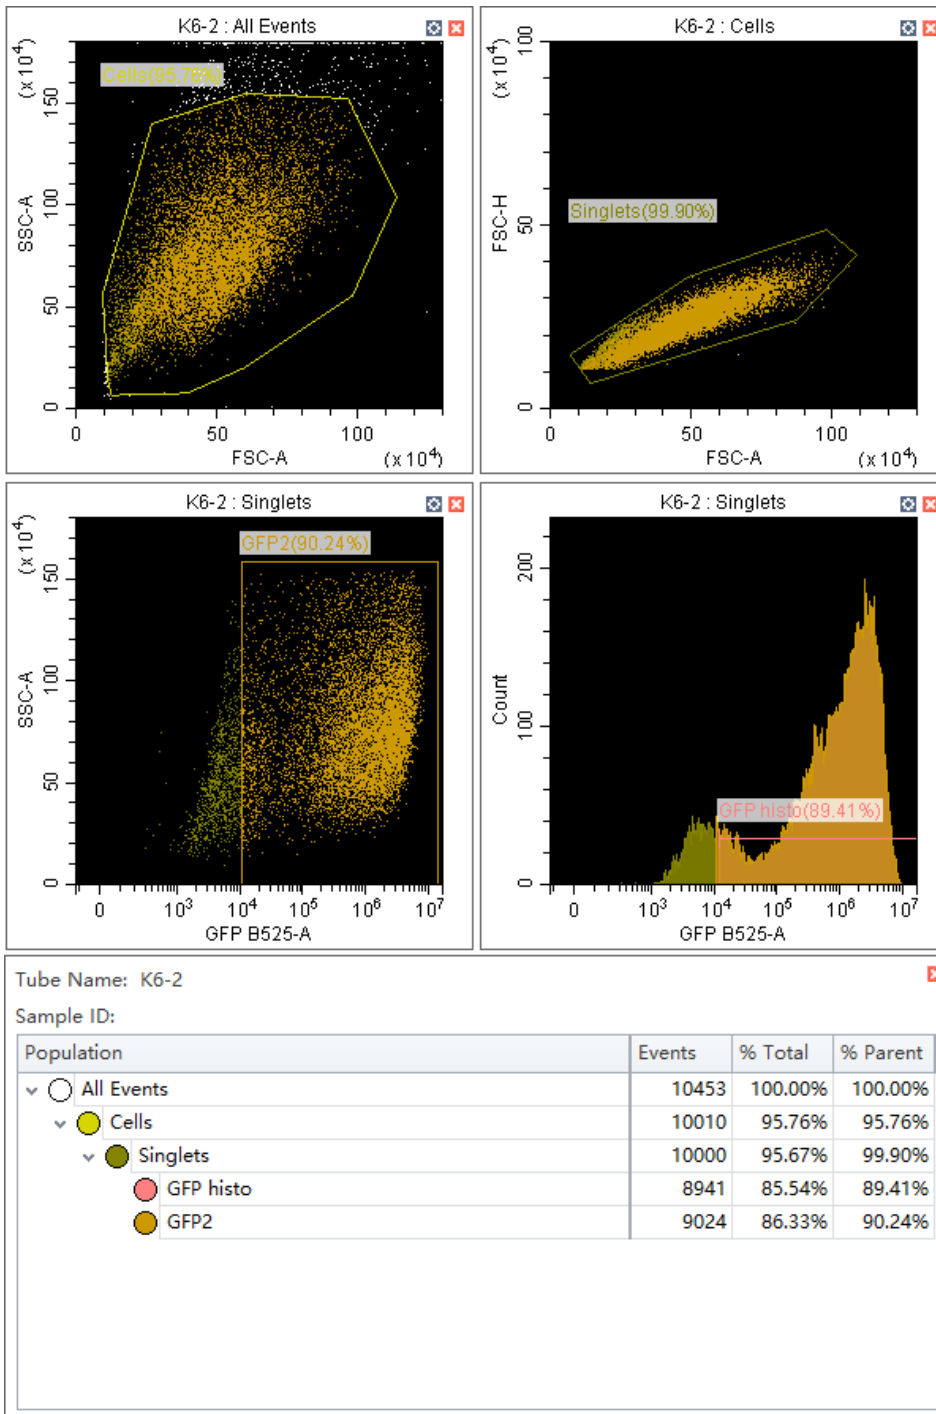 K6-2 : All Events
Cells(95.76%)
(x 10⁴)
150
100
50
0
SSC-A
0 50 100
FSC-A (x 10⁴)
K6-2 : Cells
Singlets(99.90%)
(x 10⁴)
100
50
0
FSC-H
0 50 100
FSC-A (x 10⁴)
K6-2 : Singlets
GFP2(90.24%)
(x 10⁴)
150
100
50
0
SSC-A
0 10³ 10⁴ 10⁵ 10⁶ 10⁷
GFP B525-A
K6-2 : Singlets
200
100
0
Count
GFP histo(89.41%)
0 10³ 10⁴ 10⁵ 10⁶ 10⁷
GFP B525-A
Tube Name: K6-2
Sample ID:
Population Events % Total % Parent
All Events 10453 100.00% 100.00%
Cells 10010 95.76% 95.76%
Singlets 10000 95.67% 99.90%
GFP histo 8941 85.54% 89.41%
GFP2 9024 86.33% 90.24%